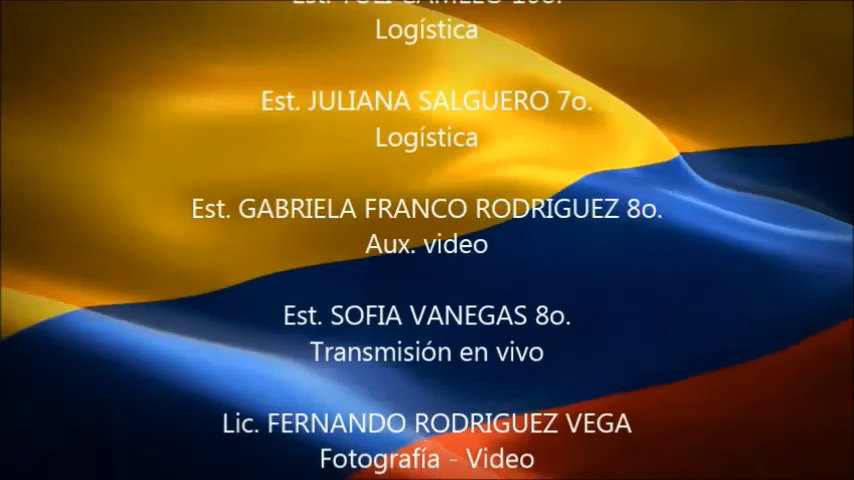 Logística
Est. JULIANA SALGUERO 7o.
Logística
Est. GABRIELA FRANCO RODRIGUEZ 8o.
Aux. video
Est. SOFIA VANEGAS 8o.
Transmisión en vivo
Lic. FERNANDO RODRIGUEZ VEGA
Fotografía - Video